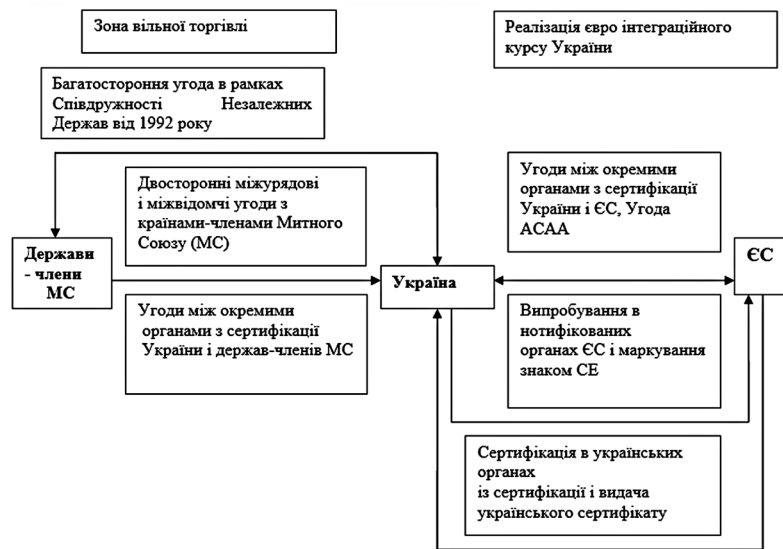 Зона вільної торгівлі
Реалізація євро інтеграційного
курсу України
Багатостороння угода в рамках
Співдружності Незалежних
Держав від 1992 року
Двосторонні міжурядові
і міжвідомчі угоди з
країнами-членами Митного
Союзу (МС)
Угоди між окремими
органами з сертифікації
України і ЄС, Угода
АСАА
Держави
- члени
МС
Україна
ЄС
Угоди між окремими
органами з сертифікації
України і держав-членів МС
Випробування в
нотифікованих
органах ЄС і маркування
знаком СЕ
Сертифікація в українських
органах
із сертифікації і видача
українського сертифікату